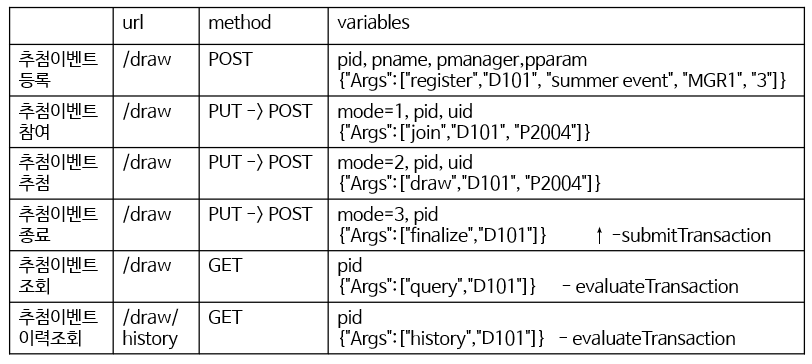 url method variables
추첨이벤트 /draw POST pid, pname, pmanager,pparam
등록 {"Args":["register","D101", "summer event", "MGR1", "3"]}
추첨이벤트 /draw PUT -> POST mode=1, pid, uid
참여 {"Args":["join","D101", "P2004"]}
추첨이벤트 /draw PUT -> POST mode=2, pid, uid
추첨 {"Args":["draw","D101", "P2004"]}
추첨이벤트 /draw PUT -> POST mode=3, pid
종료 {"Args":["finalize","D101"]} ↑ -submitTransaction
추첨이벤트 /draw GET pid
조회 {"Args":["query","D101"]} - evaluateTransaction
추첨이벤트 /draw/ GET pid
이력조회 history {"Args":["history","D101"]} - evaluateTransaction